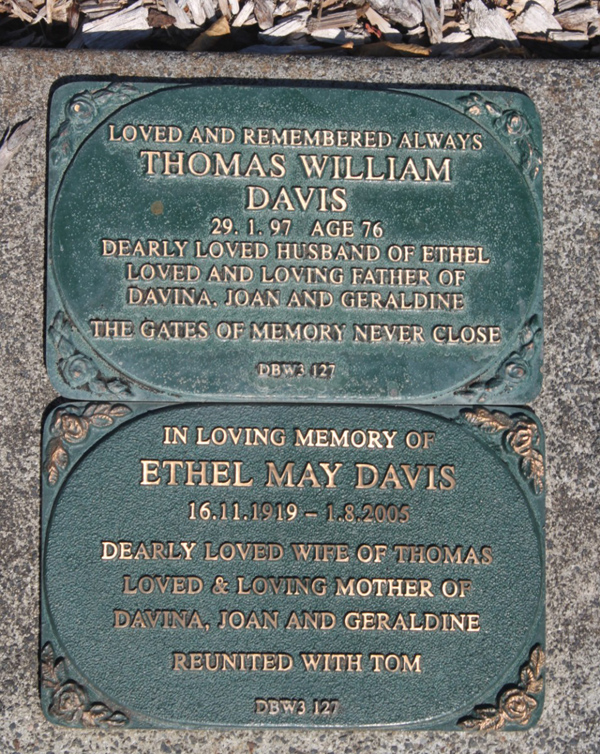 LOVED AND REMEMBERED ALWAYS
THOMAS WILLIAM
DAVIS
29. 1. 97 AGE 76
DEARLY LOVED HUSBAND OF ETHEL
LOVED AND LOVING FATHER OF
DAVINA, JOAN AND GERALDINE
THE GATES OF MEMORY NEVER CLOSE
DBW3 127
IN LOVING MEMORY OF
ETHEL MAY DAVIS
16.11.1919 – 1.8.2005
DEARLY LOVED WIFE OF THOMAS
LOVED & LOVING MOTHER OF
DAVINA, JOAN AND GERALDINE
REUNITED WITH TOM
DBW3 127